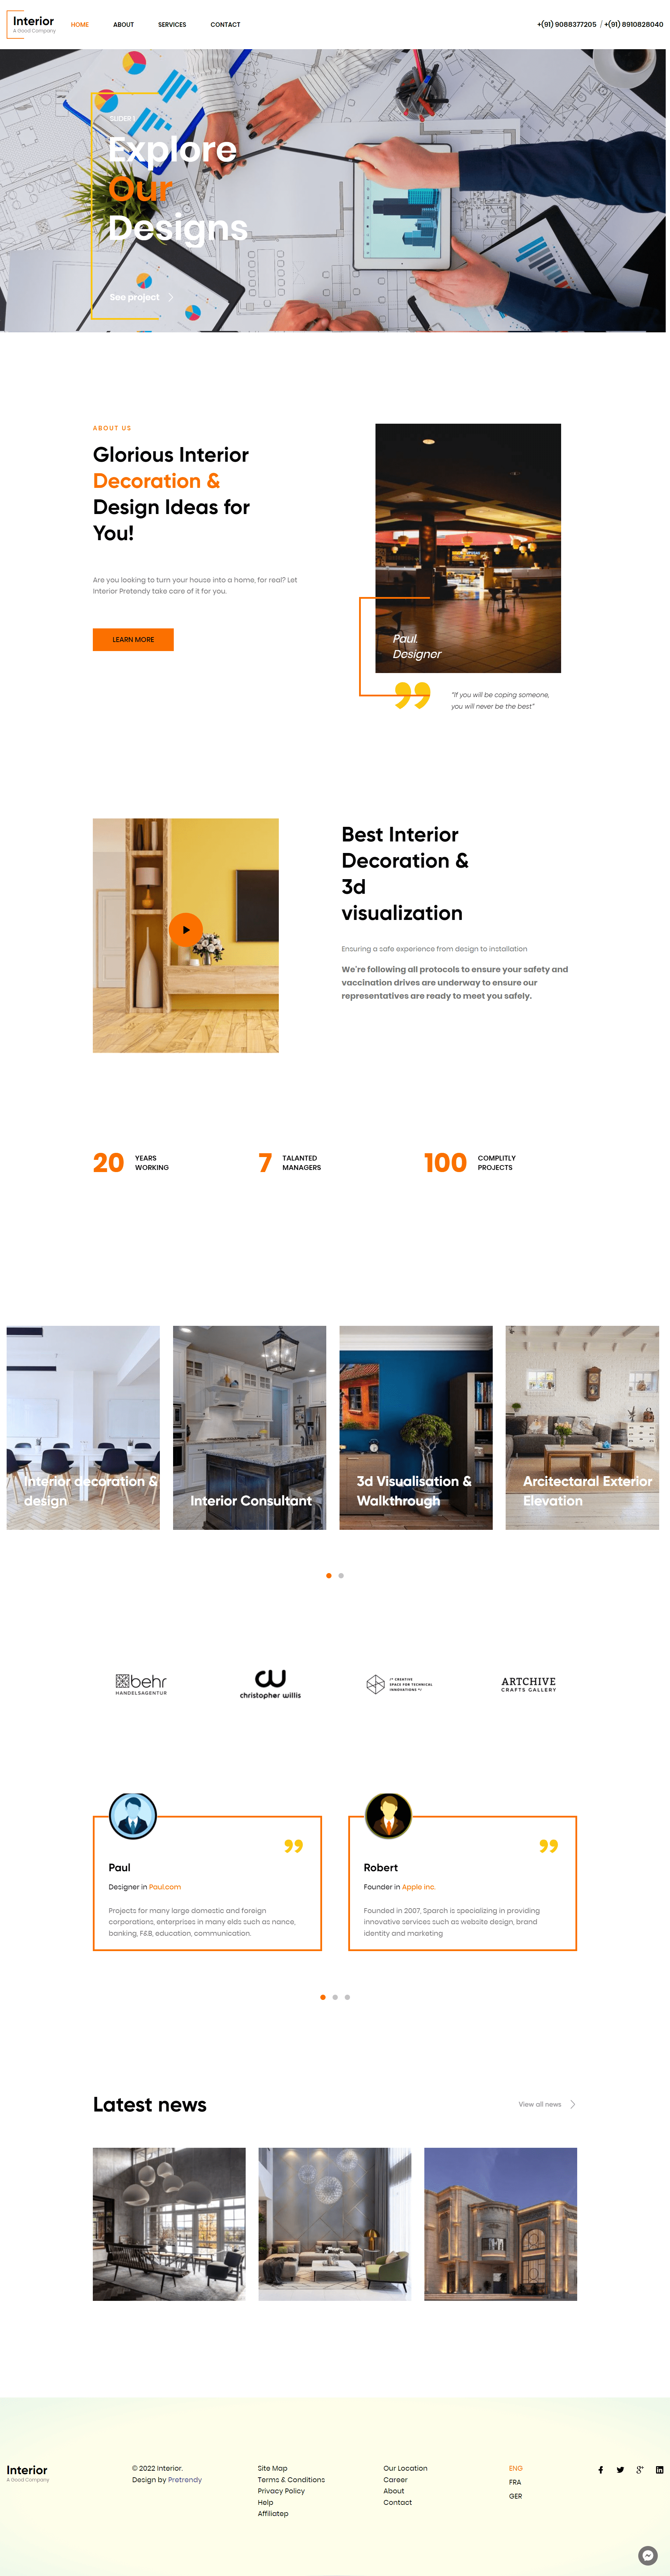 Interior
A Good Company
HOME
ABOUT
SERVICES
CONTACT
+(91) 9088377205 / +(91) 8910828040
SLIDER 1
Explore
Our
Designs
See project
ABOUT US
Glorious Interior
Decoration &
Design Ideas for
You!
Are you looking to turn your house into a home, for real? Let
Interior Pretendy take care of it for you.
LEARN MORE
Paul.
Designer
"If you will be coping someone,
you will never be the best"
Best Interior
Decoration &
3d
visualization
Ensuring a safe experience from design to installation
We're following all protocols to ensure your safety and
vaccination drives are underway to ensure our
representatives are ready to meet you safely.
20
YEARS
WORKING
7
TALANTED
MANAGERS
100
COMPLITLY
PROJECTS
Interior decoration &
design
Interior Consultant
3d Visualisation &
Walkthrough
Arcitectaral Exterior
Elevation
behr
HANDELSAGENTUR
christopher willis
/* CREATIVE
SPACE FOR TECHNICAL
INNOVATIONS */
ARTCHIVE
CRAFTS GALLERY
Paul
Designer in Paul.com
Projects for many large domestic and foreign
corporations, enterprises in many elds such as nance,
banking, F&B, education, communication.
Robert
Founder in Apple inc.
Founded in 2007, Sparch is specializing in providing
innovative services such as website design, brand
identity and marketing
Latest news
View all news
Interior
A Good Company
© 2022 Interior.
Design by Pretrendy
Site Map
Terms & Conditions
Privacy Policy
Help
Affiliatep
Our Location
Career
About
Contact
ENG
FRA
GER